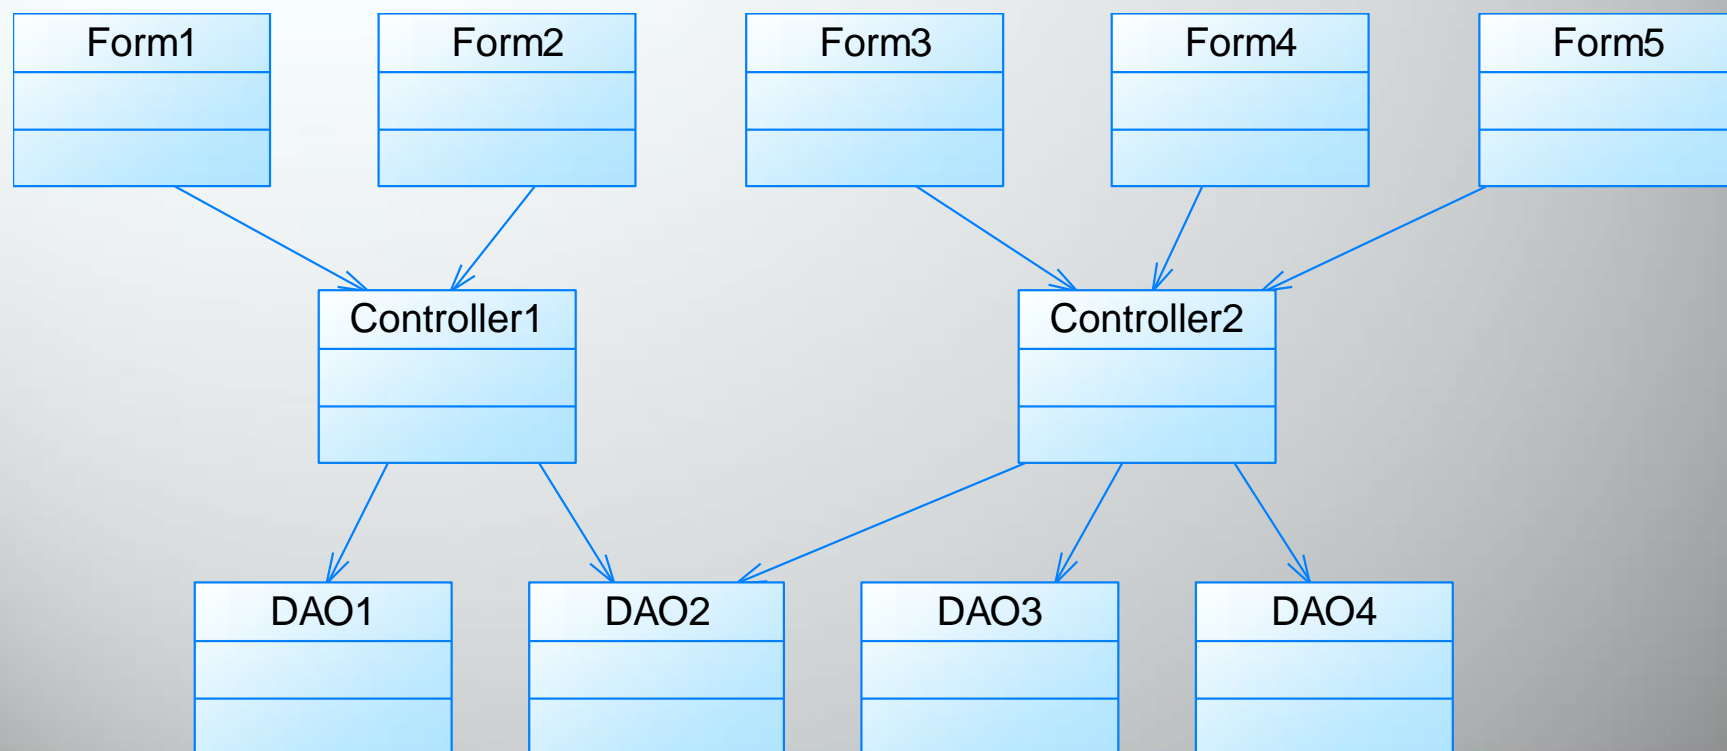 Form1
Form2
Form3
Form4
Form5
Controller1
Controller2
DAO1
DAO2
DAO3
DAO4